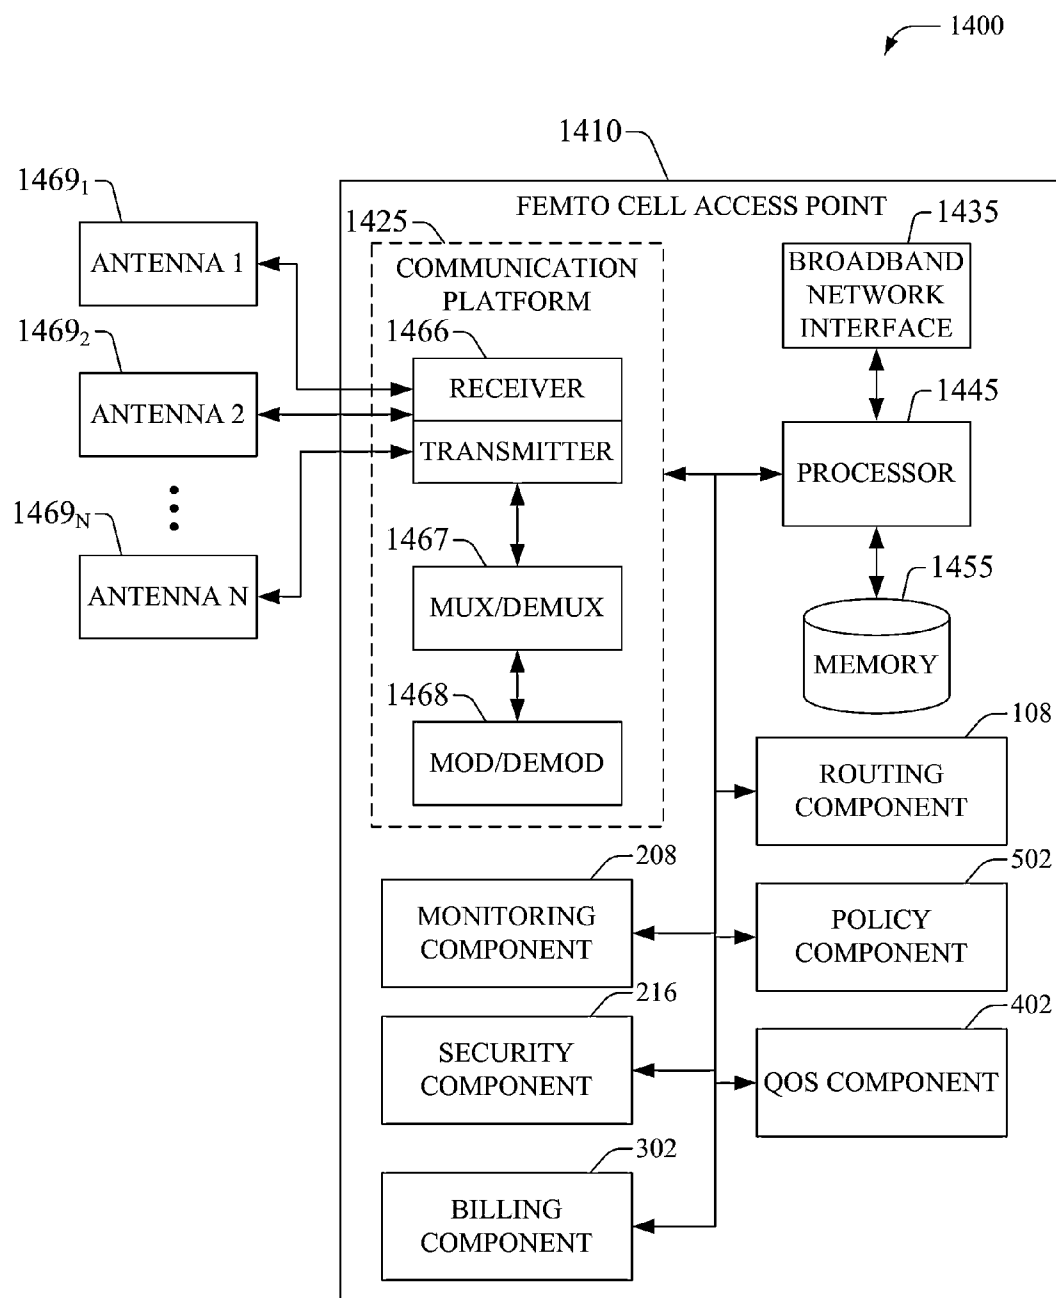 1400
1410
1469₁
FEMTO CELL ACCESS POINT
1425
1435
ANTENNA 1
COMMUNICATION
PLATFORM
BROADBAND
NETWORK
INTERFACE
1469₂
1466
RECEIVER
1445
ANTENNA 2
TRANSMITTER
PROCESSOR
1469N
1467
1455
ANTENNA N
MUX/DEMUX
MEMORY
1468
108
MOD/DEMOD
ROUTING
COMPONENT
208
502
MONITORING
COMPONENT
POLICY
COMPONENT
216
402
SECURITY
COMPONENT
QOS COMPONENT
302
BILLING
COMPONENT